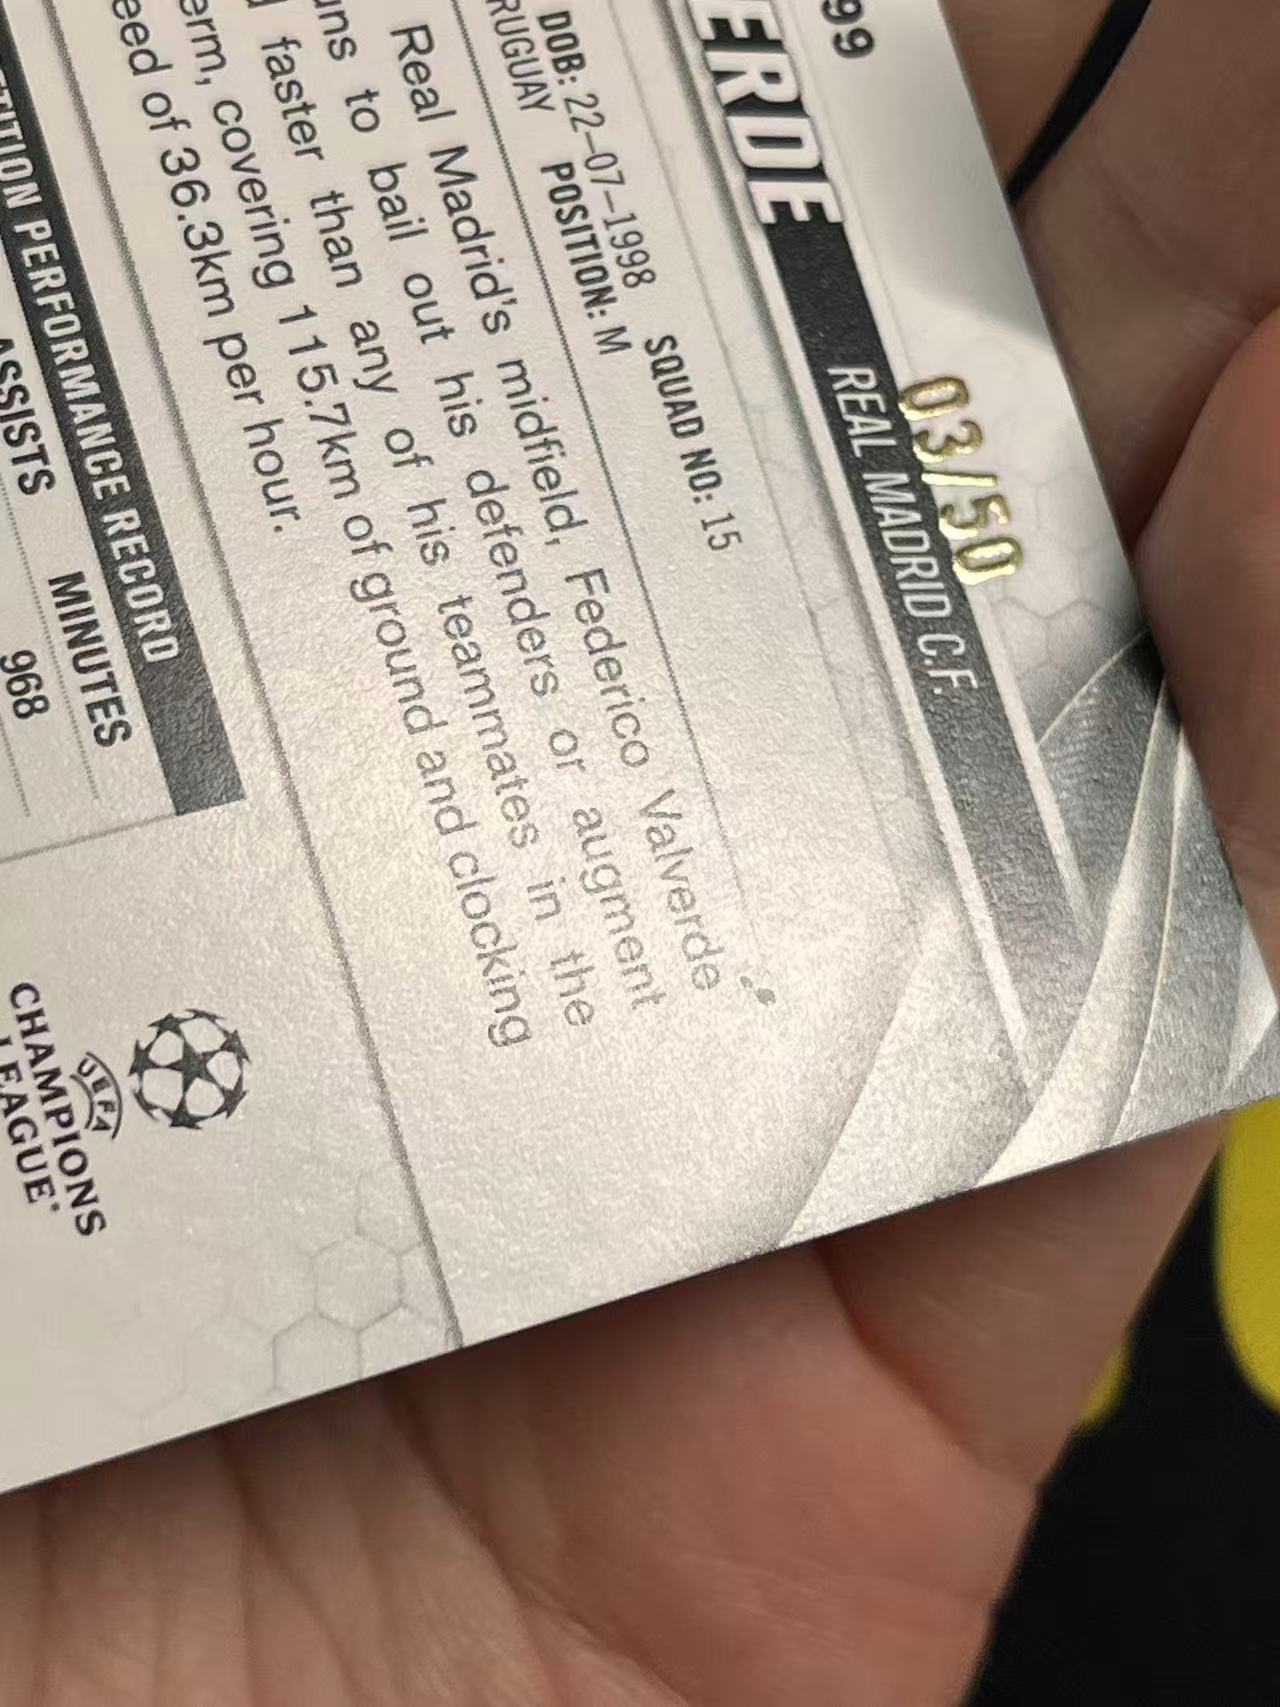 99
03/50
ERDE
REAL MADRID C.F.
DOB: 22-07-1998 SQUAD NO: 15
RUGUAY POSITION: M
Real Madrid's midfield, Federico Valverde
uns to bail out his defenders or augment
faster than any of his teammates in the
erm, covering 115.7km of ground and clocking
eed of 36.3km per hour.
TITION PERFORMANCE RECORD
ASSISTS MINUTES
968
UEFA
CHAMPIONS
LEAGUE